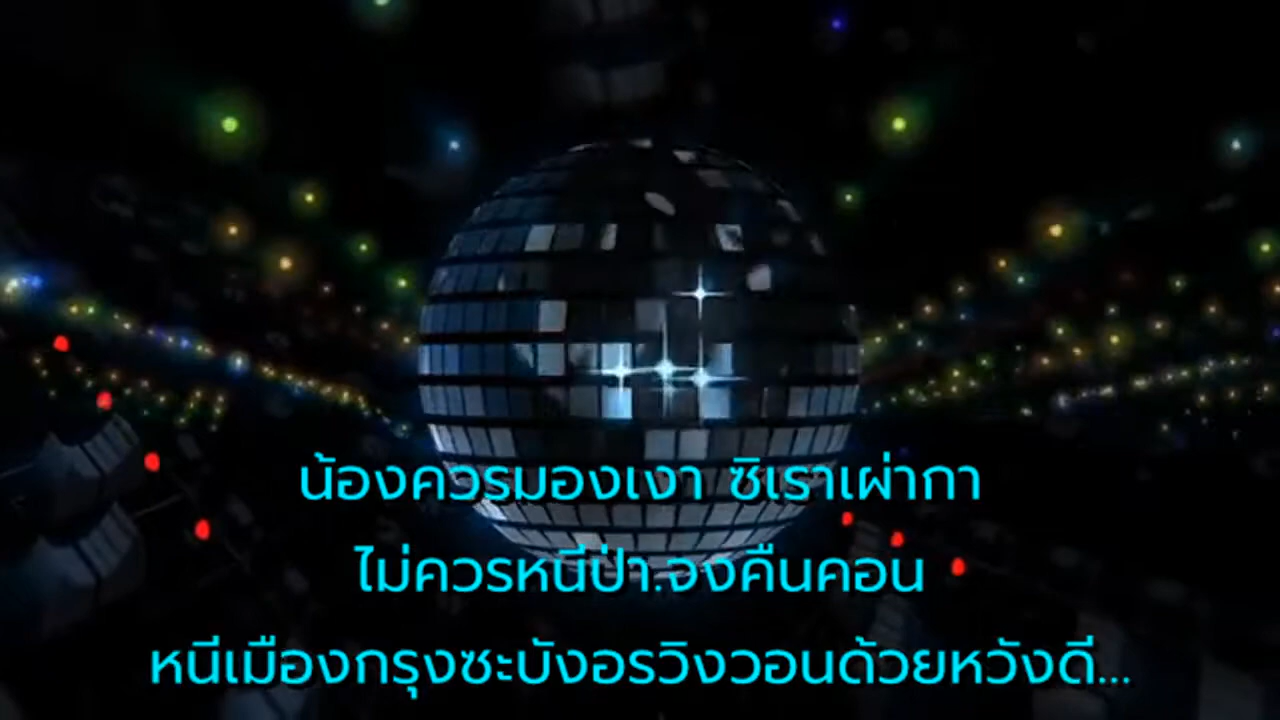 น้องควรมองเงา ซิเราเผ่ากา
ไม่ควรหนีป่า.จงคืนคอน
หนีเมืองกรุงซะบังอรวิงวอนด้วยหวังดี...